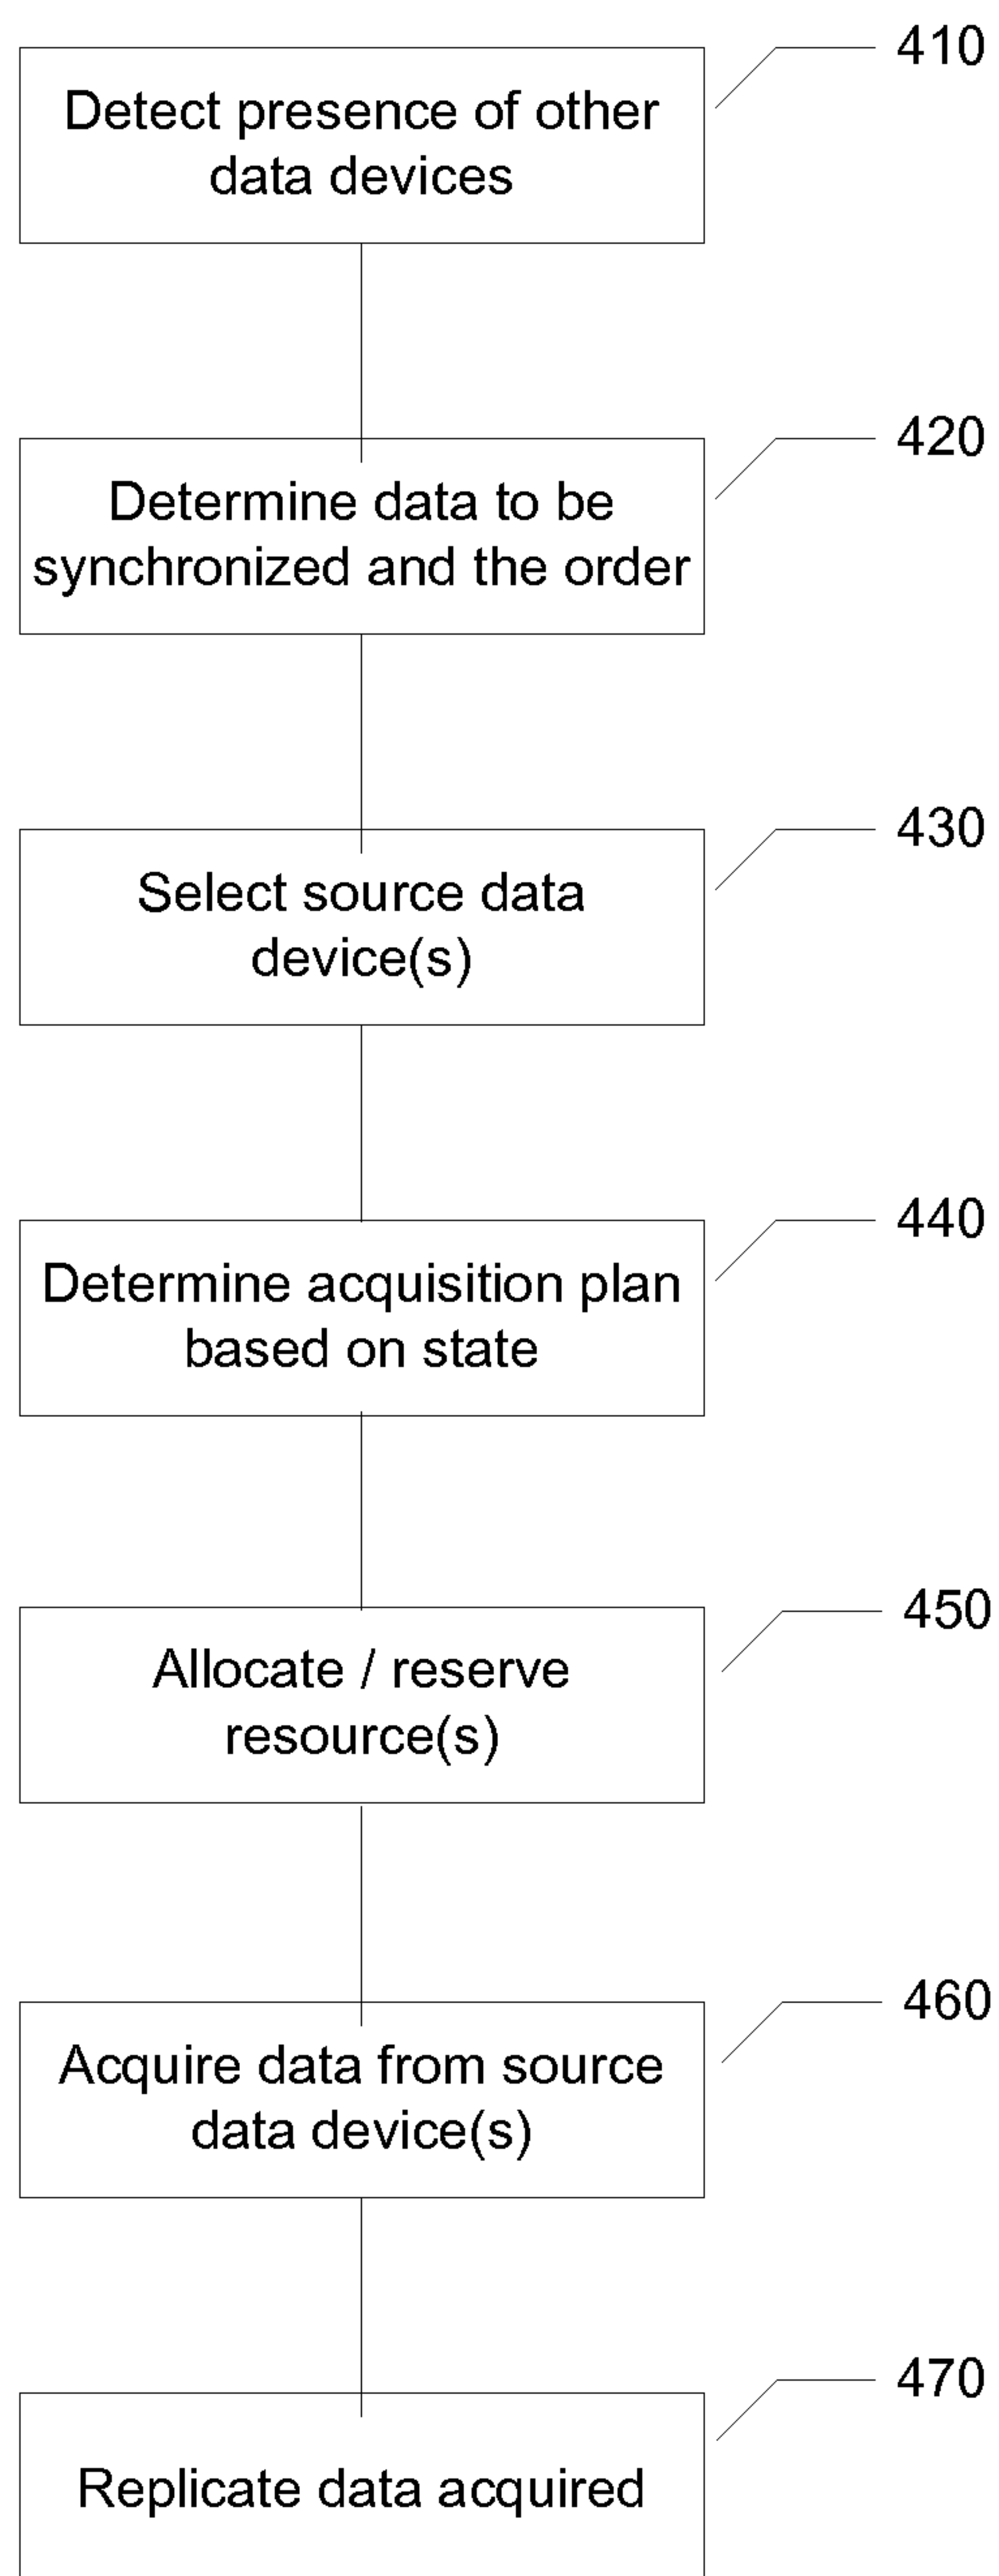 410
Detect presence of other
data devices
420
Determine data to be
synchronized and the order
430
Select source data
device(s)
440
Determine acquisition plan
based on state
450
Allocate / reserve
resource(s)
460
Acquire data from source
data device(s)
470
Replicate data acquired